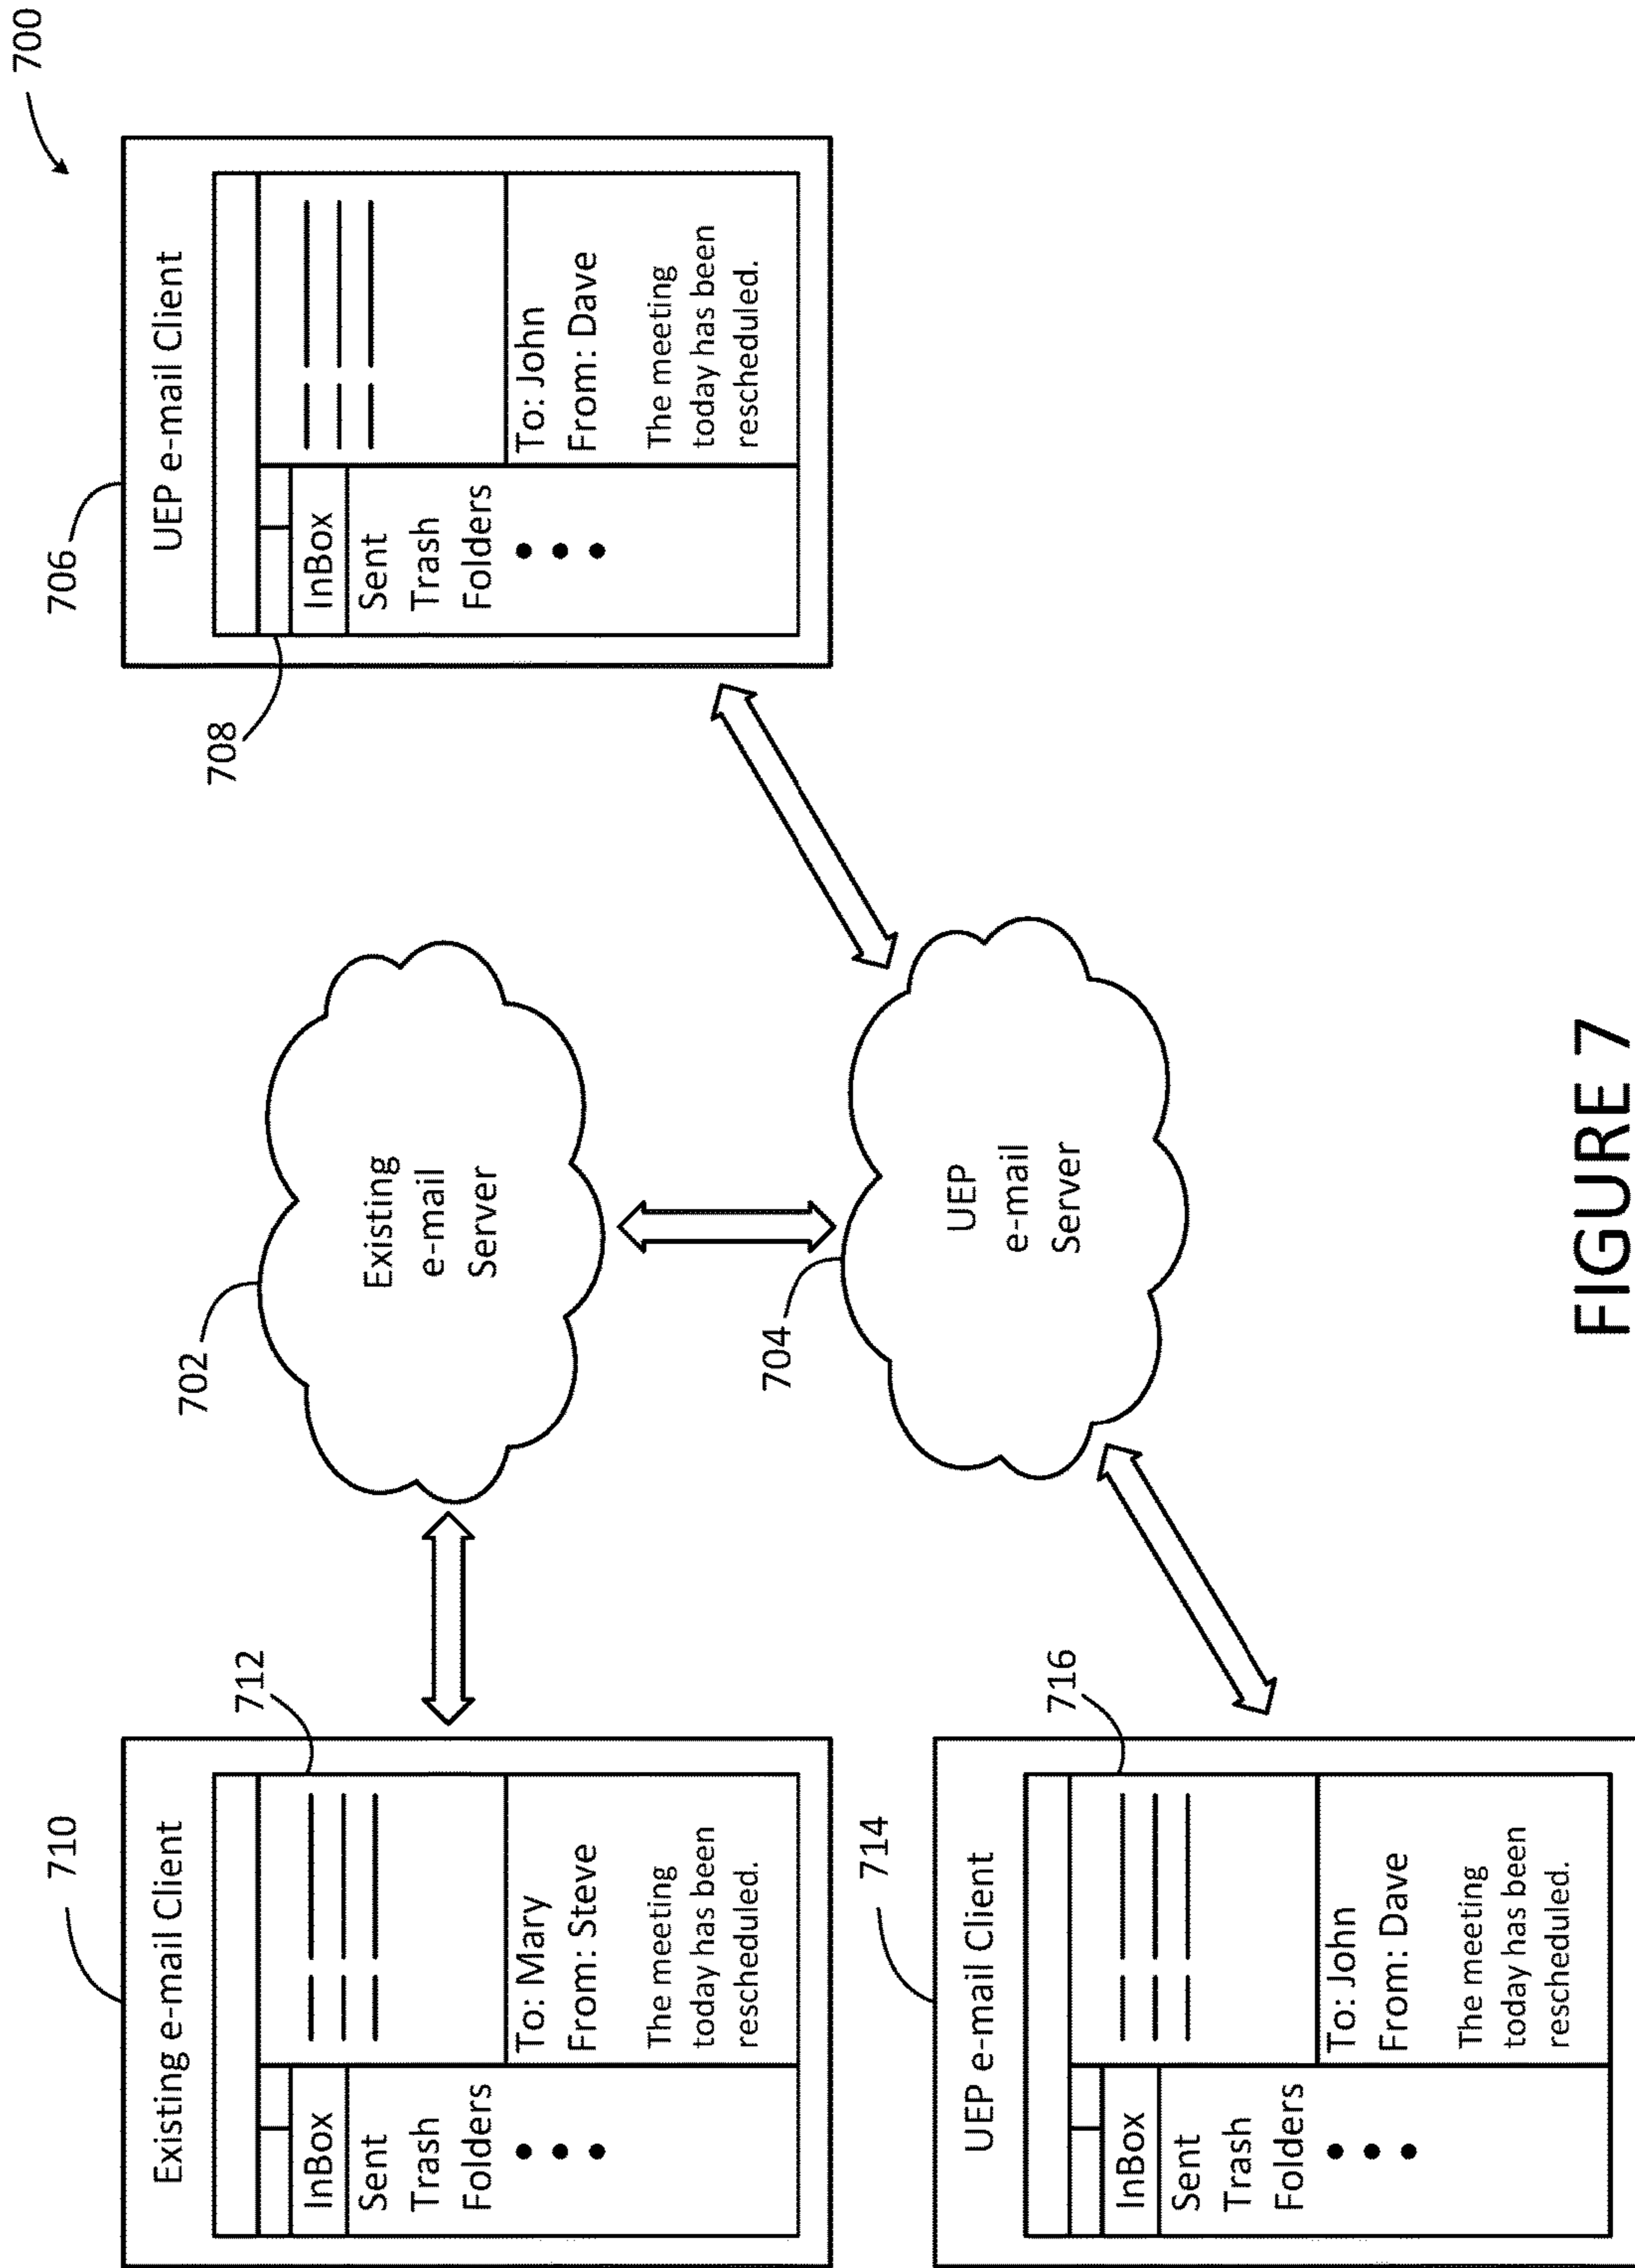 700
710
Existing e-mail Client
712
InBox
Sent
Trash
Folders
To: Mary
From: Steve
The meeting
today has been
rescheduled.
702
Existing
e-mail
Server
706
UEP e-mail Client
708
InBox
Sent
Trash
Folders
To: John
From: Dave
The meeting
today has been
rescheduled.
704
UEP
e-mail
Server
714
UEP e-mail Client
716
InBox
Sent
Trash
Folders
To: John
From: Dave
The meeting
today has been
rescheduled.
FIGURE 7